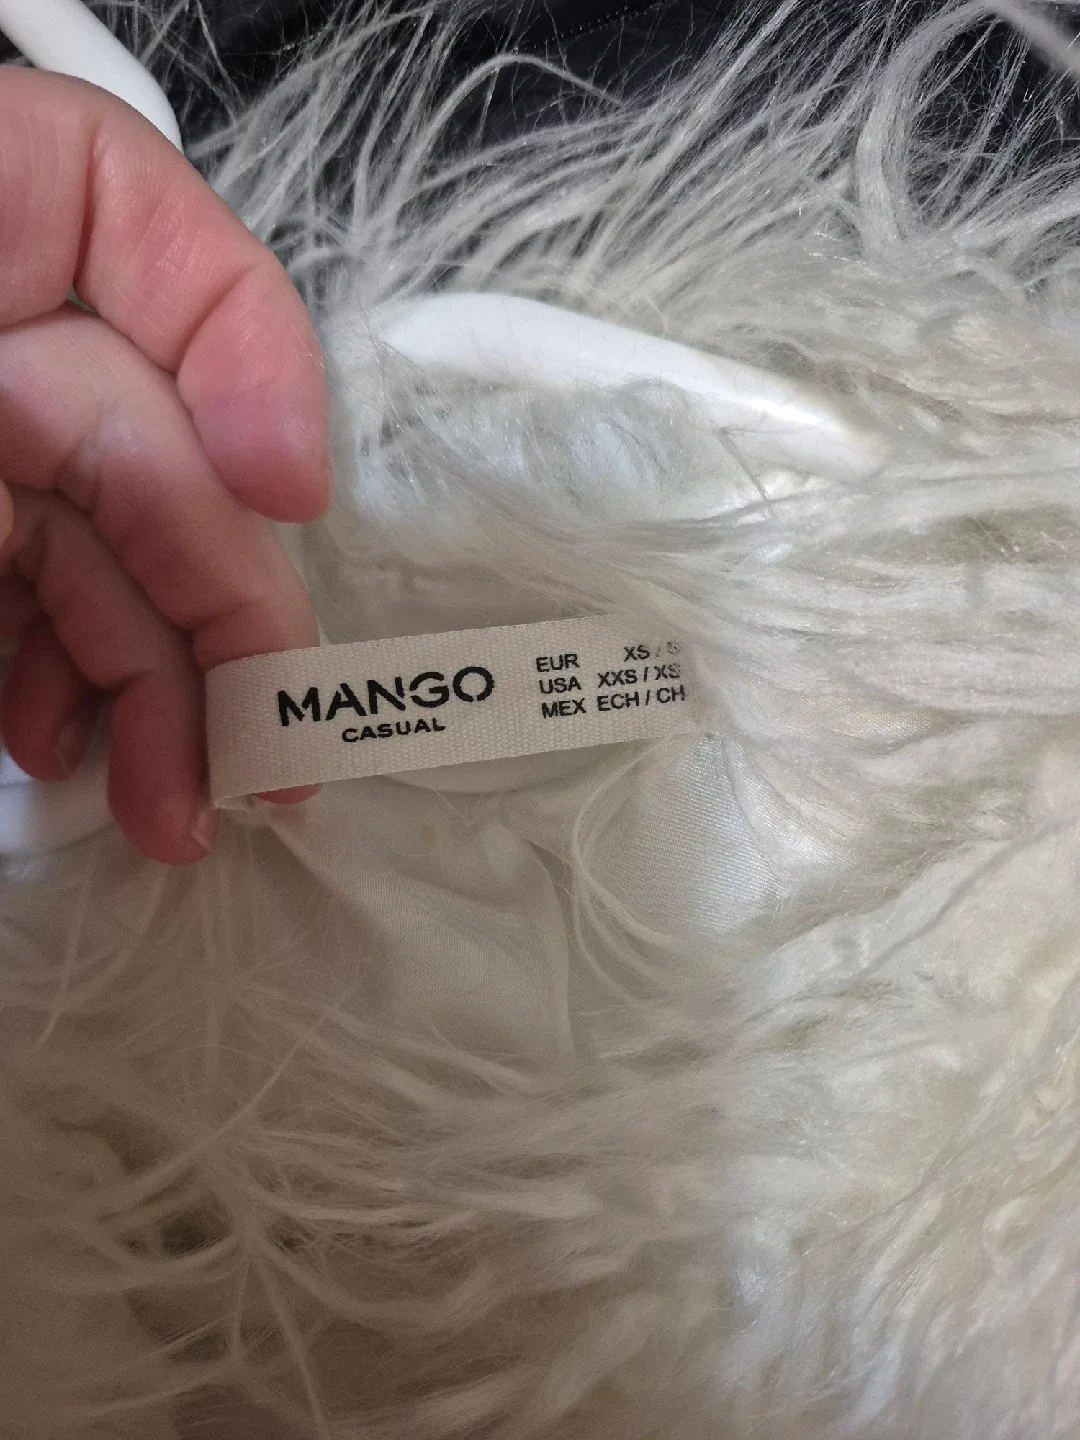 MANGO
CASUAL
EUR XS / S
USA XXS / XS
MEX ECH / CH